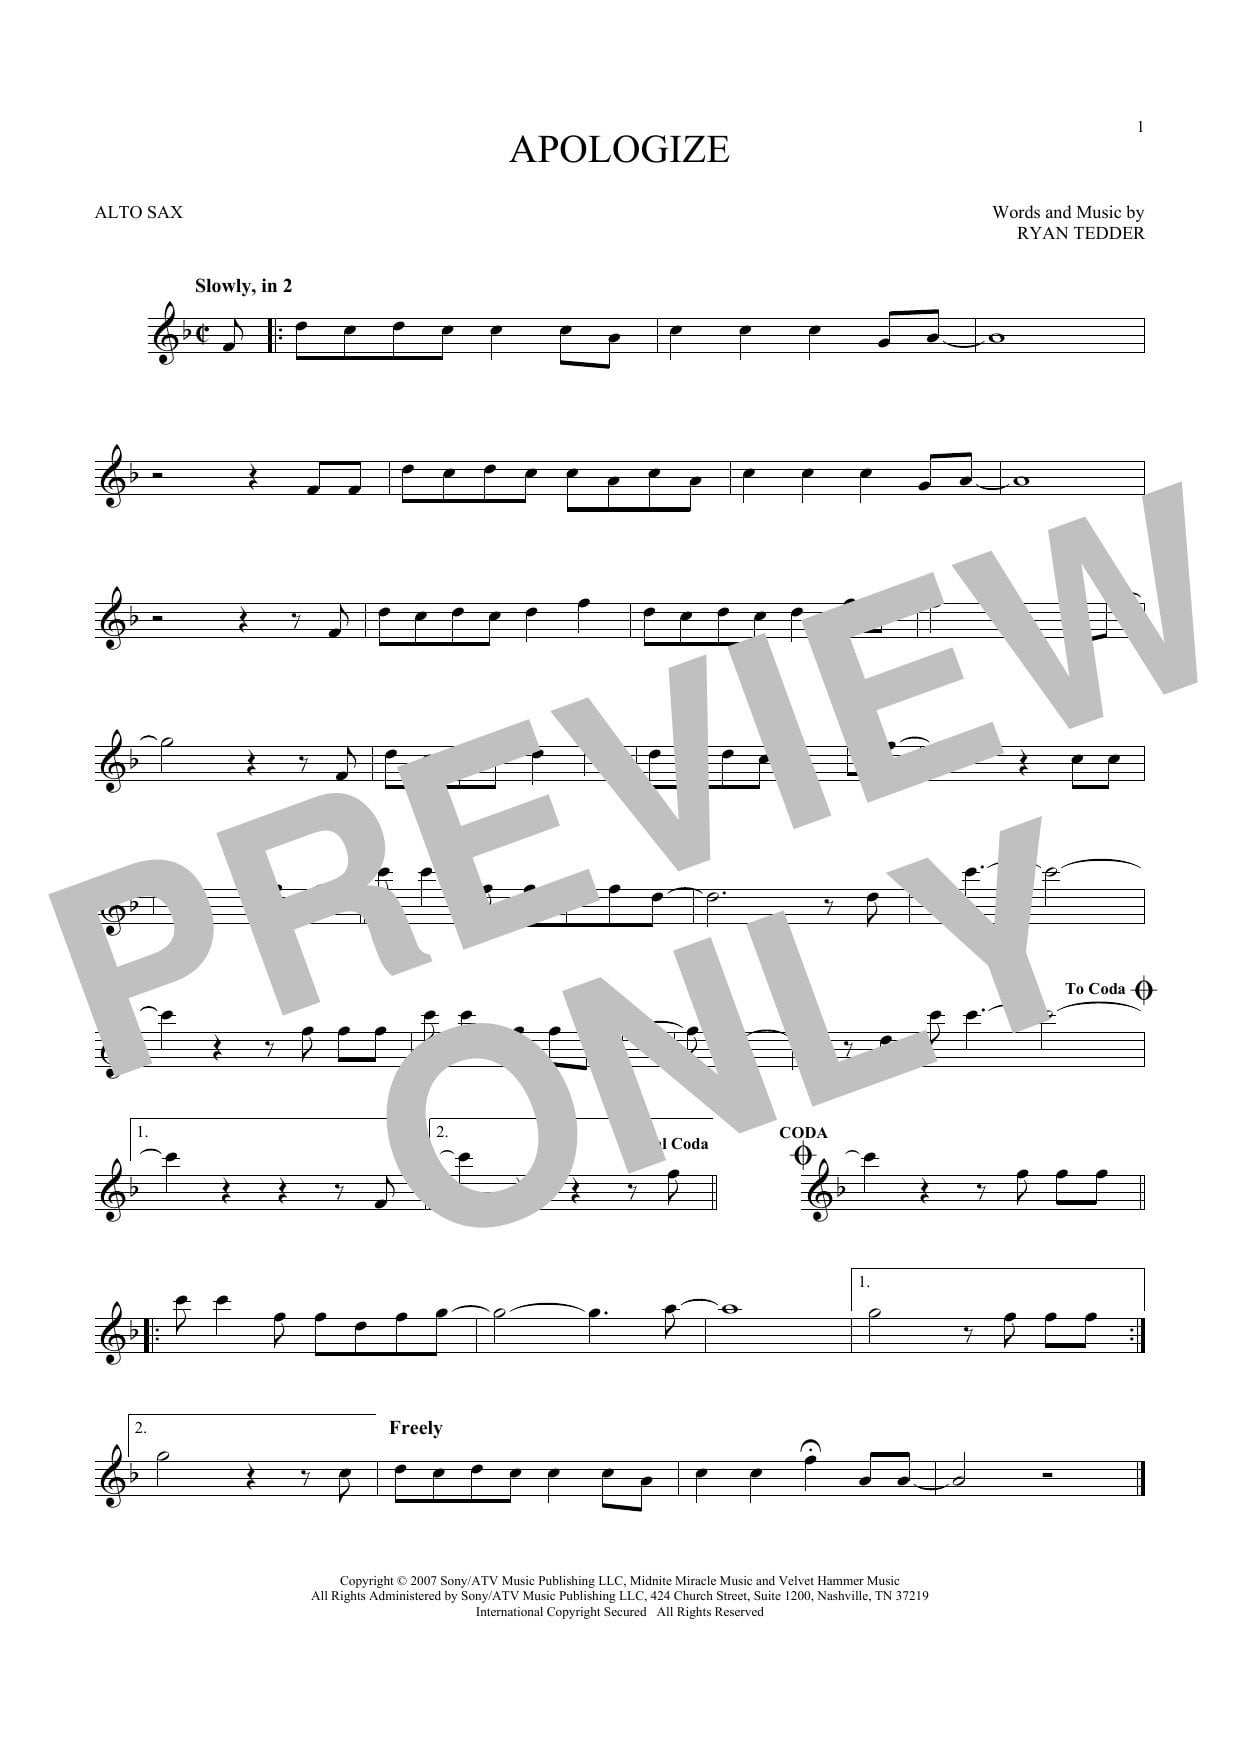 1
APOLOGIZE
ALTO SAX
Words and Music by
RYAN TEDDER
Slowly, in 2
To Coda
1.
2.
al Coda
CODA
1.
2.
Freely
PREVIEW
ONLY
Copyright © 2007 Sony/ATV Music Publishing LLC, Midnite Miracle Music and Velvet Hammer Music
All Rights Administered by Sony/ATV Music Publishing LLC, 424 Church Street, Suite 1200, Nashville, TN 37219
International Copyright Secured   All Rights Reserved